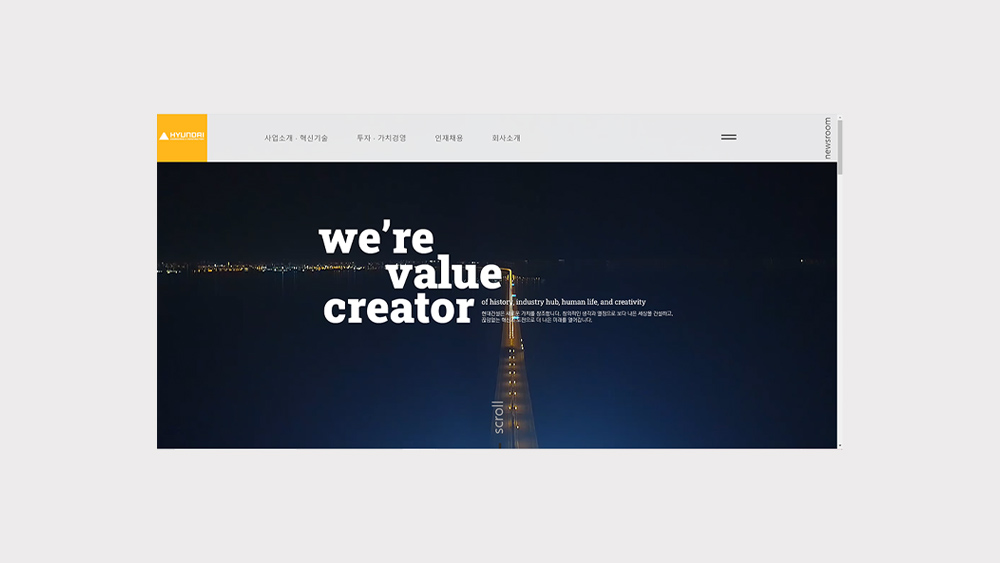 HYUNDAI
사업소개 · 혁신기술
투자 · 가치경영
인재채용
회사소개
newsroom
we're
value
creator
of history, industry hub, human life, and creativity
현대건설은 새로운 가치를 창조합니다. 창의적인 생각과 열정으로 보다 나은 세상을 건설하고,
끊임없는 혁신과 도전으로 더 나은 미래를 열어갑니다.
scroll